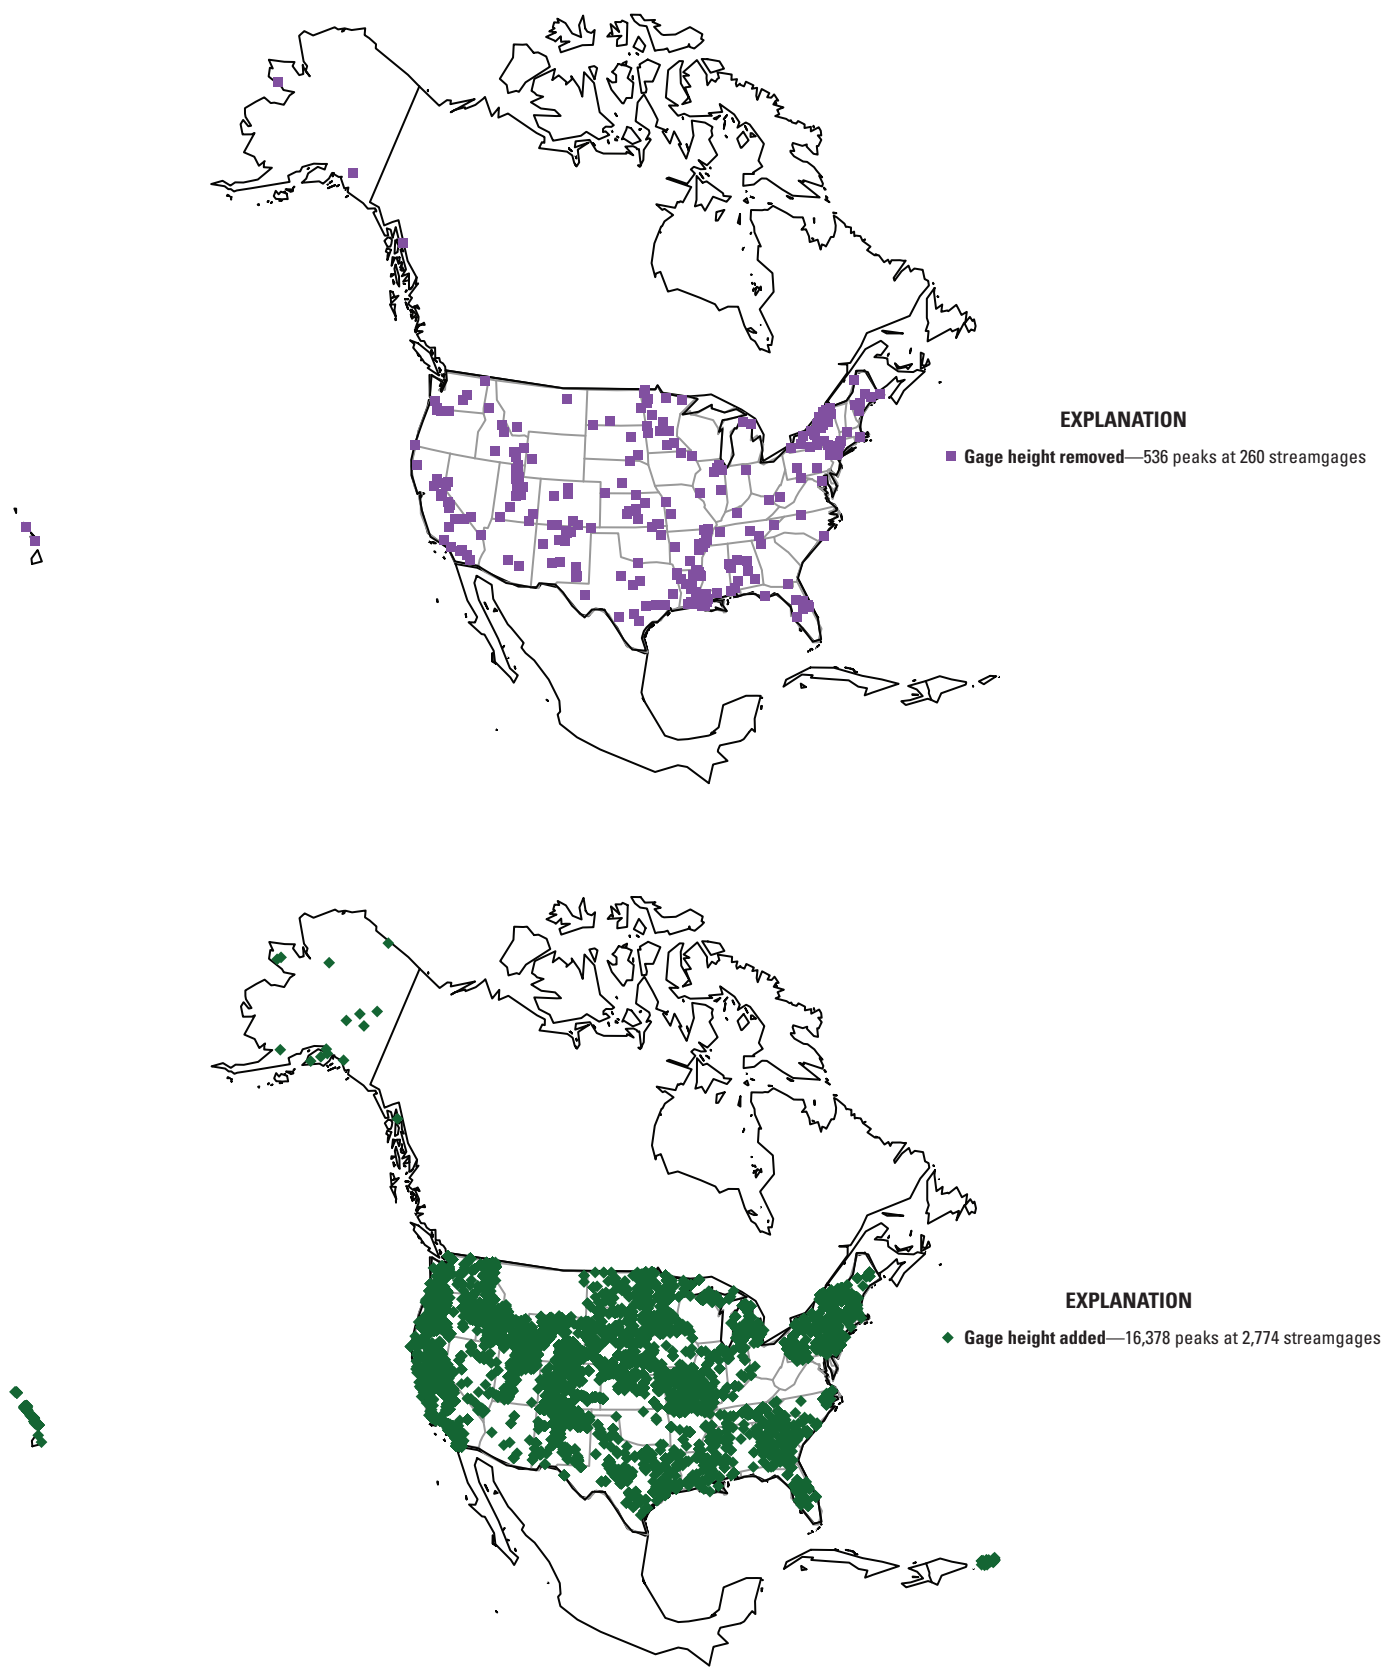 EXPLANATION
Gage height removed—536 peaks at 260 streamgages
EXPLANATION
Gage height added—16,378 peaks at 2,774 streamgages